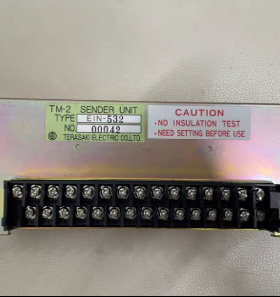 TM-2 SENDER UNIT
TYPE EIN-532
NO. 00042
TERASAKI ELECTRIC CO.,LTD.
CAUTION
·NO INSULATION TEST
·NEED SETTING BEFORE USE